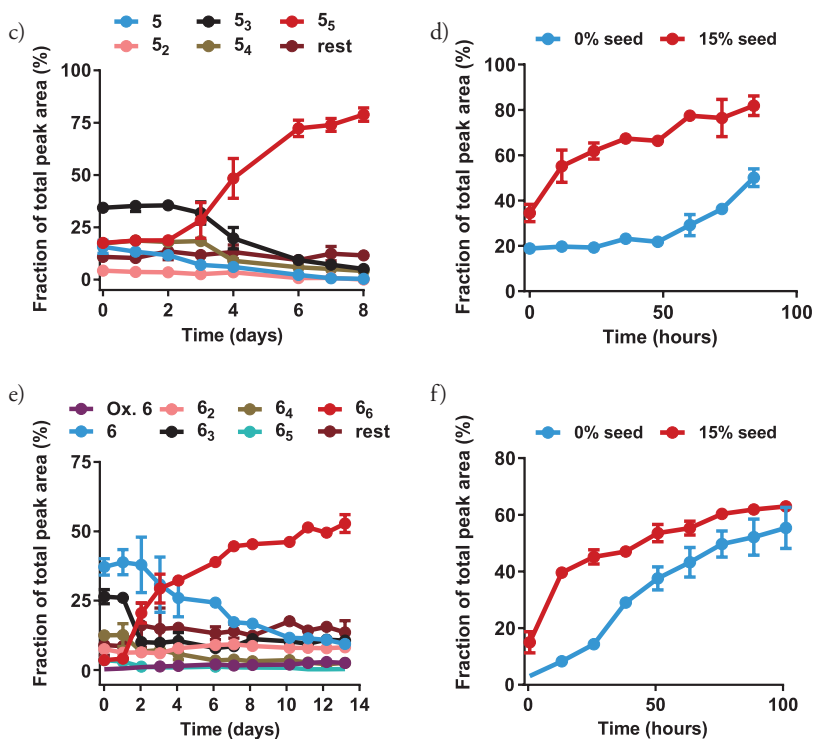 c)
5 5₃ 5₅
5₂ 5₄ rest
Fraction of total peak area (%)
100
75
50
25
0
0 2 4 6 8
Time (days)
d)
0% seed 15% seed
Fraction of total peak area (%)
100
80
60
40
20
0
0 50 100
Time (hours)
e)
Ox. 6 6₂ 6₄ 6₆
6 6₃ 6₅ rest
Fraction of total peak area (%)
75
50
25
0
0 2 4 6 8 10 12 14
Time (days)
f)
0% seed 15% seed
Fraction of total peak area (%)
80
60
40
20
0
0 50 100
Time (hours)